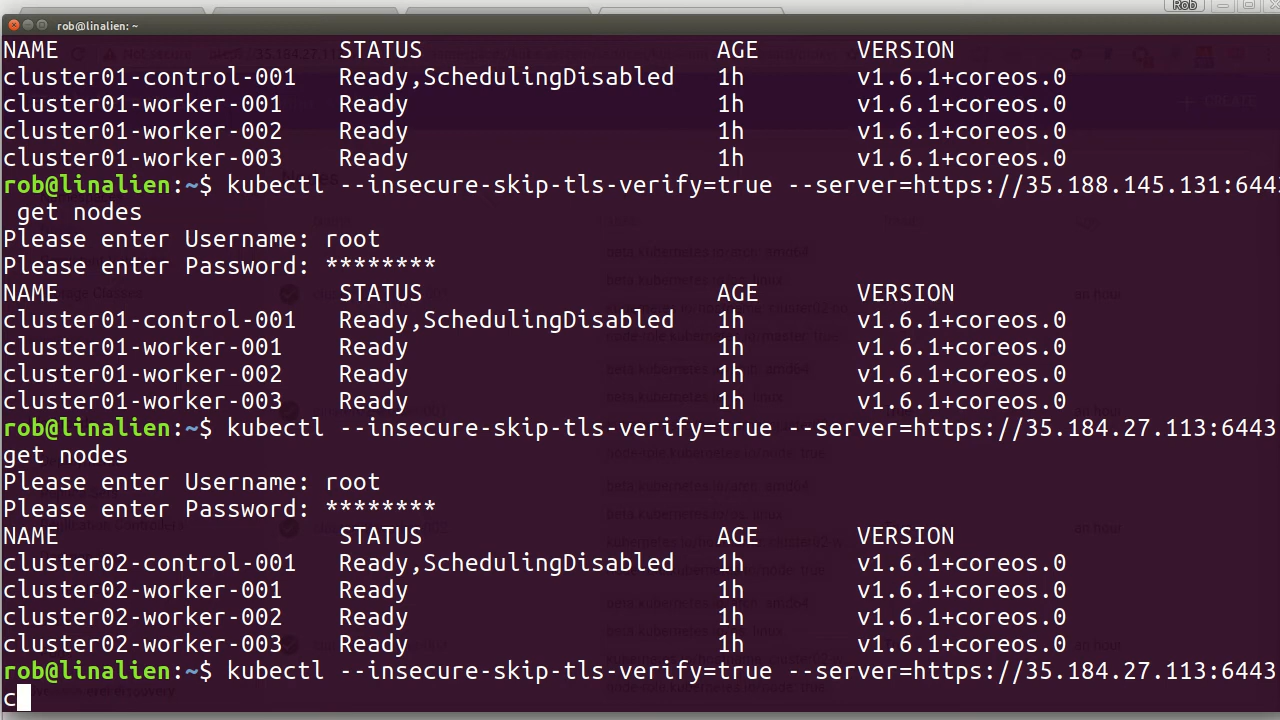 Rob
rob@linalien: ~
NAME STATUS AGE VERSION
cluster01-control-001 Ready,SchedulingDisabled 1h v1.6.1+coreos.0
cluster01-worker-001 Ready 1h v1.6.1+coreos.0
cluster01-worker-002 Ready 1h v1.6.1+coreos.0
cluster01-worker-003 Ready 1h v1.6.1+coreos.0
rob@linalien:~$ kubectl --insecure-skip-tls-verify=true --server=https://35.188.145.131:6443
get nodes
Please enter Username: root
Please enter Password: ********
NAME STATUS AGE VERSION
cluster01-control-001 Ready,SchedulingDisabled 1h v1.6.1+coreos.0
cluster01-worker-001 Ready 1h v1.6.1+coreos.0
cluster01-worker-002 Ready 1h v1.6.1+coreos.0
cluster01-worker-003 Ready 1h v1.6.1+coreos.0
rob@linalien:~$ kubectl --insecure-skip-tls-verify=true --server=https://35.184.27.113:6443
get nodes
Please enter Username: root
Please enter Password: ********
NAME STATUS AGE VERSION
cluster02-control-001 Ready,SchedulingDisabled 1h v1.6.1+coreos.0
cluster02-worker-001 Ready 1h v1.6.1+coreos.0
cluster02-worker-002 Ready 1h v1.6.1+coreos.0
cluster02-worker-003 Ready 1h v1.6.1+coreos.0
rob@linalien:~$ kubectl --insecure-skip-tls-verify=true --server=https://35.184.27.113:6443
c